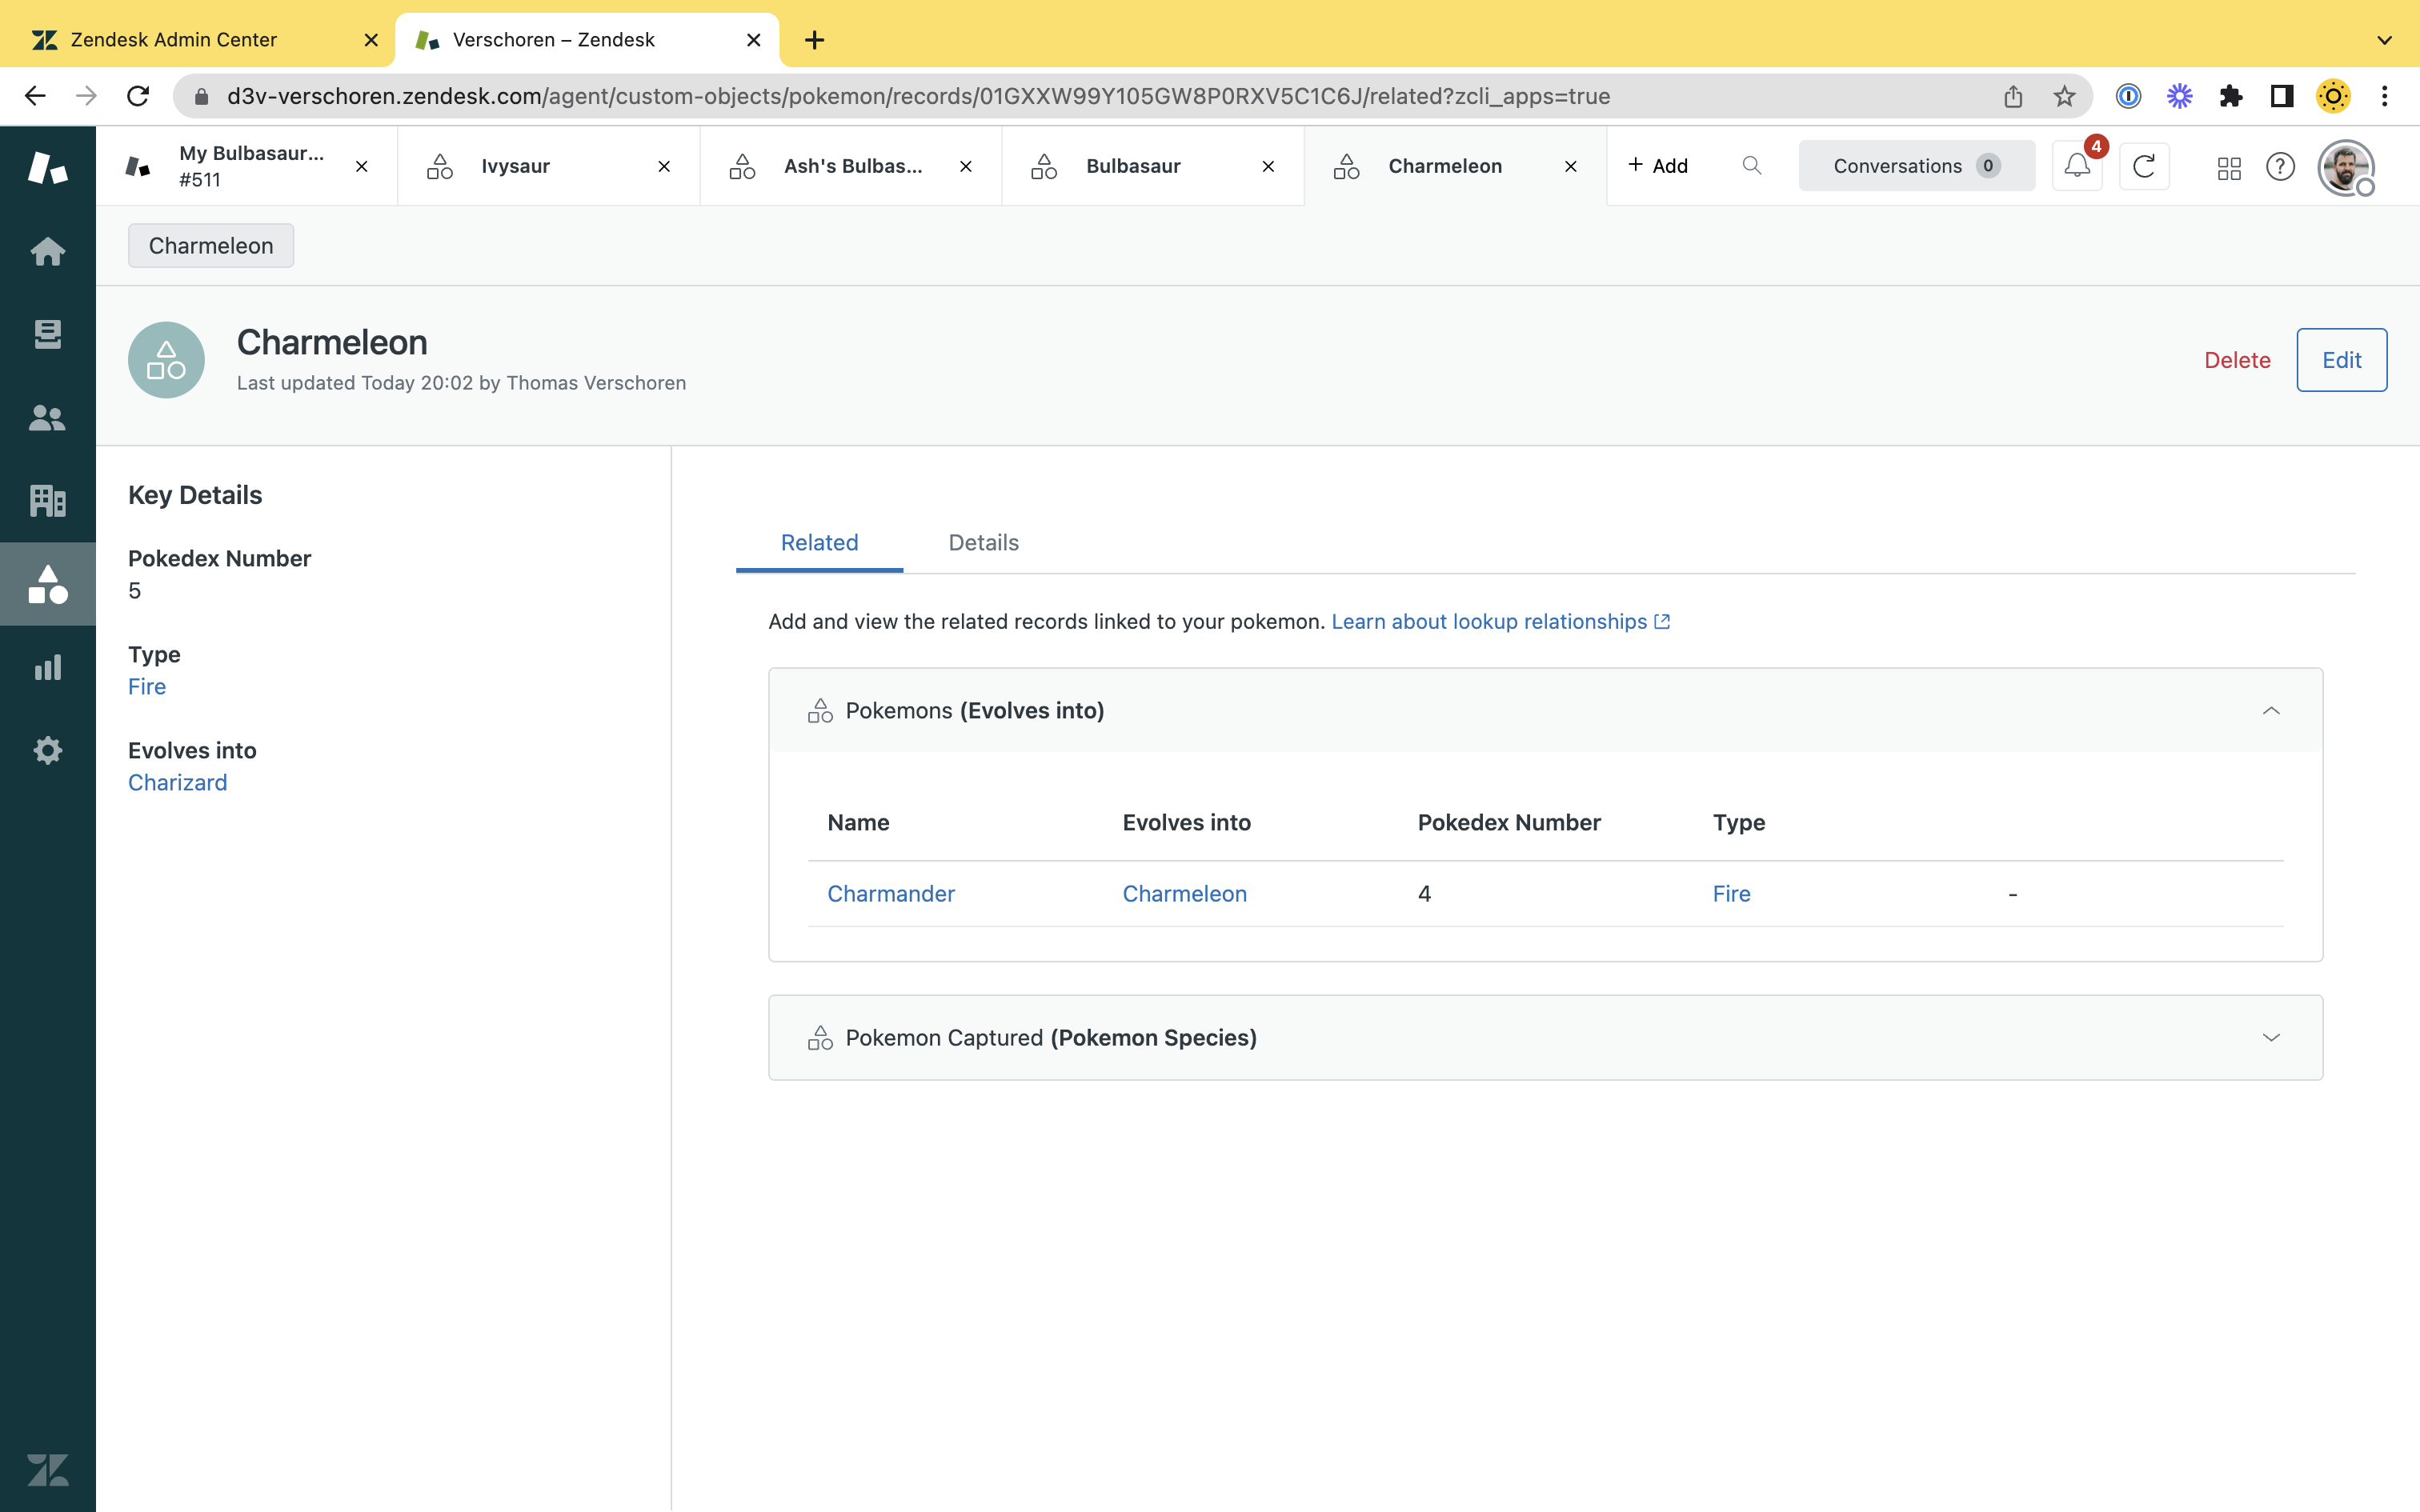 Zendesk Admin Center
Verschoren – Zendesk
d3v-verschoren.zendesk.com/agent/custom-objects/pokemon/records/01GXXW99Y105GW8P0RXV5C1C6J/related?zcli_apps=true
My Bulbasaur...
#511
Ivysaur
Ash's Bulbas...
Bulbasaur
Charmeleon
+ Add
Conversations 0
4
Charmeleon
Charmeleon
Last updated Today 20:02 by Thomas Verschoren
Delete
Edit
Key Details
Pokedex Number
5
Type
Fire
Evolves into
Charizard
Related
Details
Add and view the related records linked to your pokemon. Learn about lookup relationships
Pokemons (Evolves into)
Name Evolves into Pokedex Number Type
Charmander Charmeleon 4 Fire -
Pokemon Captured (Pokemon Species)